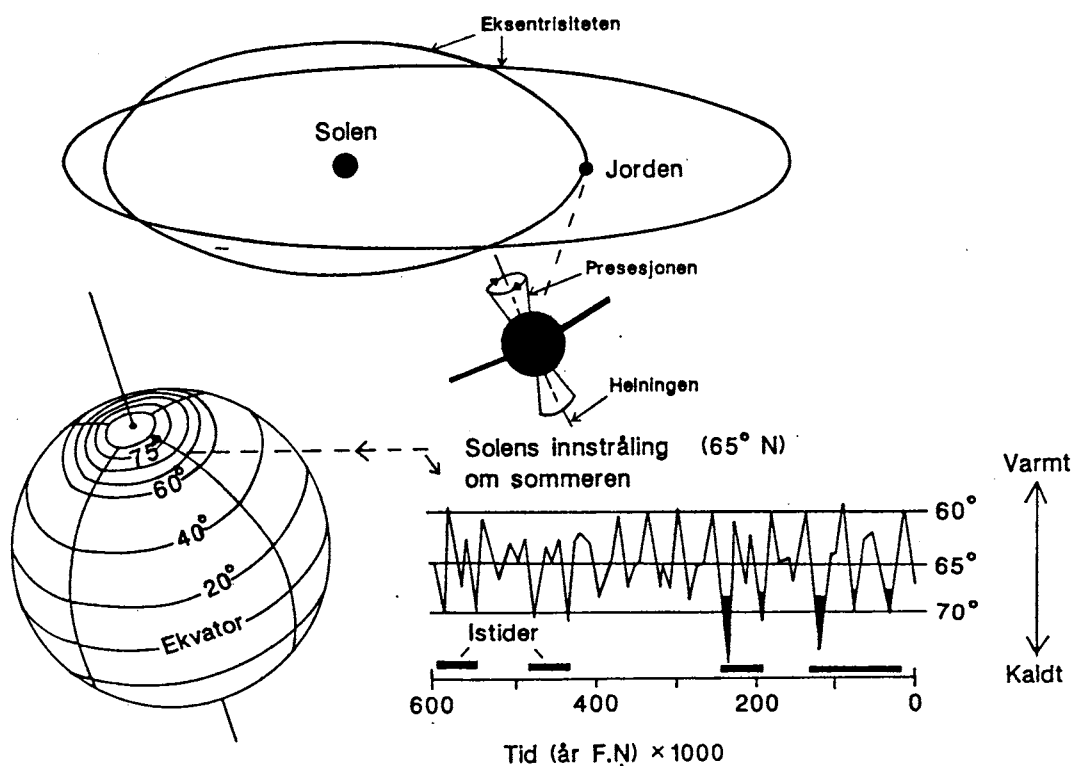 Eksentrisiteten
Solen
Jorden
Presesjonen
Helningen
75°
60°
40°
20°
Ekvator
Solens innstråling (65° N)
om sommeren
Varmt
60°
65°
70°
Kaldt
Istider
600 400 200 0
Tid (år F.N) ×1000